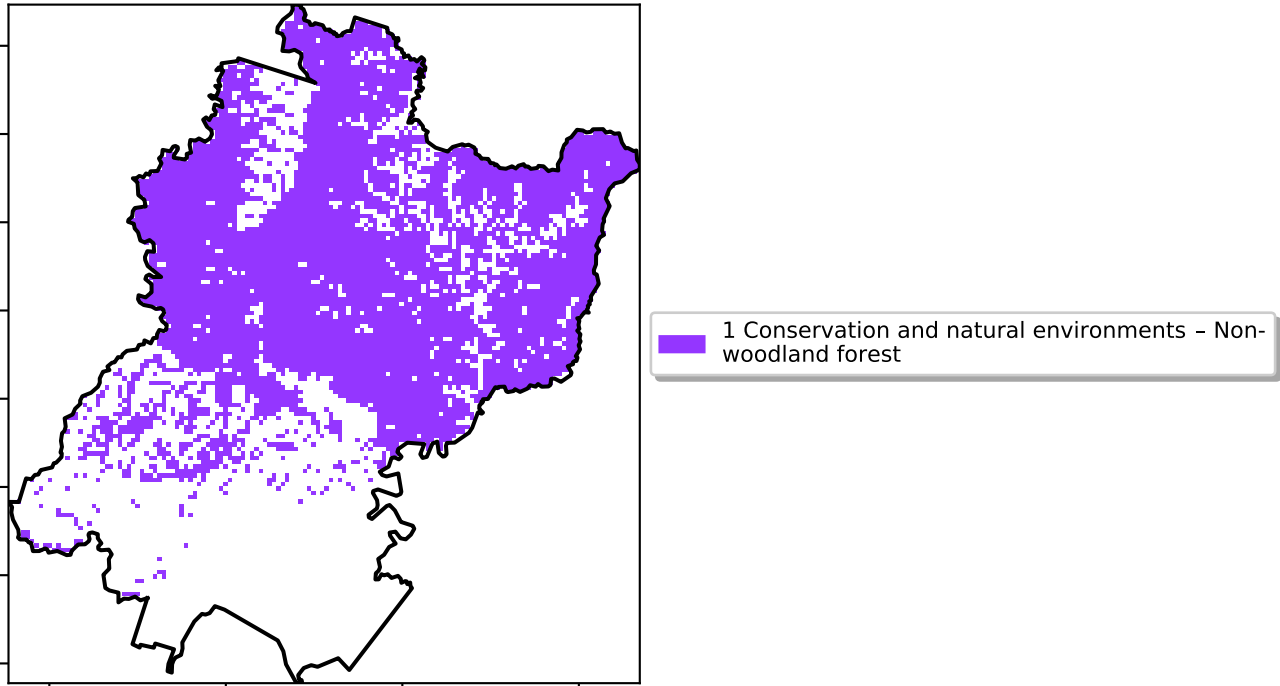 1 Conservation and natural environments – Non-
woodland forest